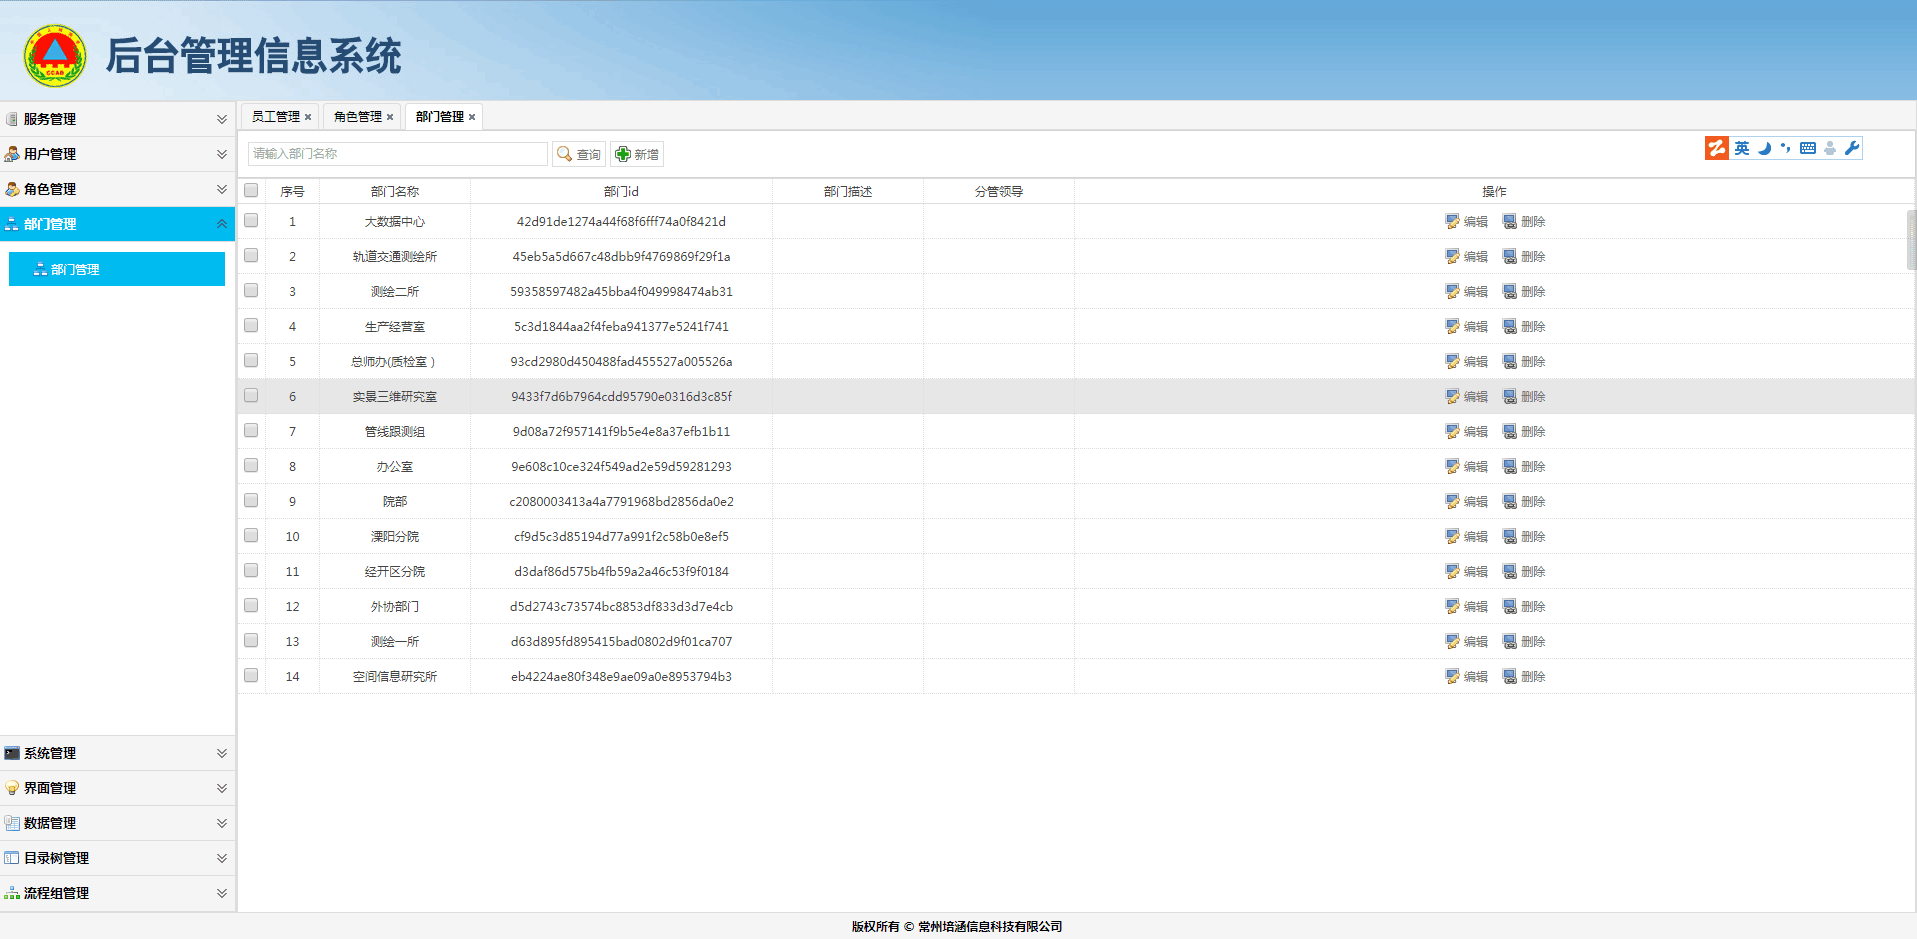 后台管理信息系统
CCAD
服务管理
用户管理
角色管理
部门管理
部门管理
系统管理
界面管理
数据管理
目录树管理
流程组管理
员工管理 × 角色管理 × 部门管理 ×
请输入部门名称 查询 新增
英
序号 部门名称 部门id 部门描述 分管领导 操作
1 大数据中心 42d91de1274a44f68f6fff74a0f8421d 编辑 删除
2 轨道交通测绘所 45eb5a5d667c48dbb9f4769869f29f1a 编辑 删除
3 测绘二所 59358597482a45bba4f049998474ab31 编辑 删除
4 生产经营室 5c3d1844aa2f4feba941377e5241f741 编辑 删除
5 总师办(质检室） 93cd2980d450488fad455527a005526a 编辑 删除
6 实景三维研究室 9433f7d6b7964cdd95790e0316d3c85f 编辑 删除
7 管线跟测组 9d08a72f957141f9b5e4e8a37efb1b11 编辑 删除
8 办公室 9e608c10ce324f549ad2e59d59281293 编辑 删除
9 院部 c2080003413a4a7791968bd2856da0e2 编辑 删除
10 溧阳分院 cf9d5c3d85194d77a991f2c58b0e8ef5 编辑 删除
11 经开区分院 d3daf86d575b4fb59a2a46c53f9f0184 编辑 删除
12 外协部门 d5d2743c73574bc8853df833d3d7e4cb 编辑 删除
13 测绘一所 d63d895fd895415bad0802d9f01ca707 编辑 删除
14 空间信息研究所 eb4224ae80f348e9ae09a0e8953794b3 编辑 删除
版权所有 © 常州培涵信息科技有限公司